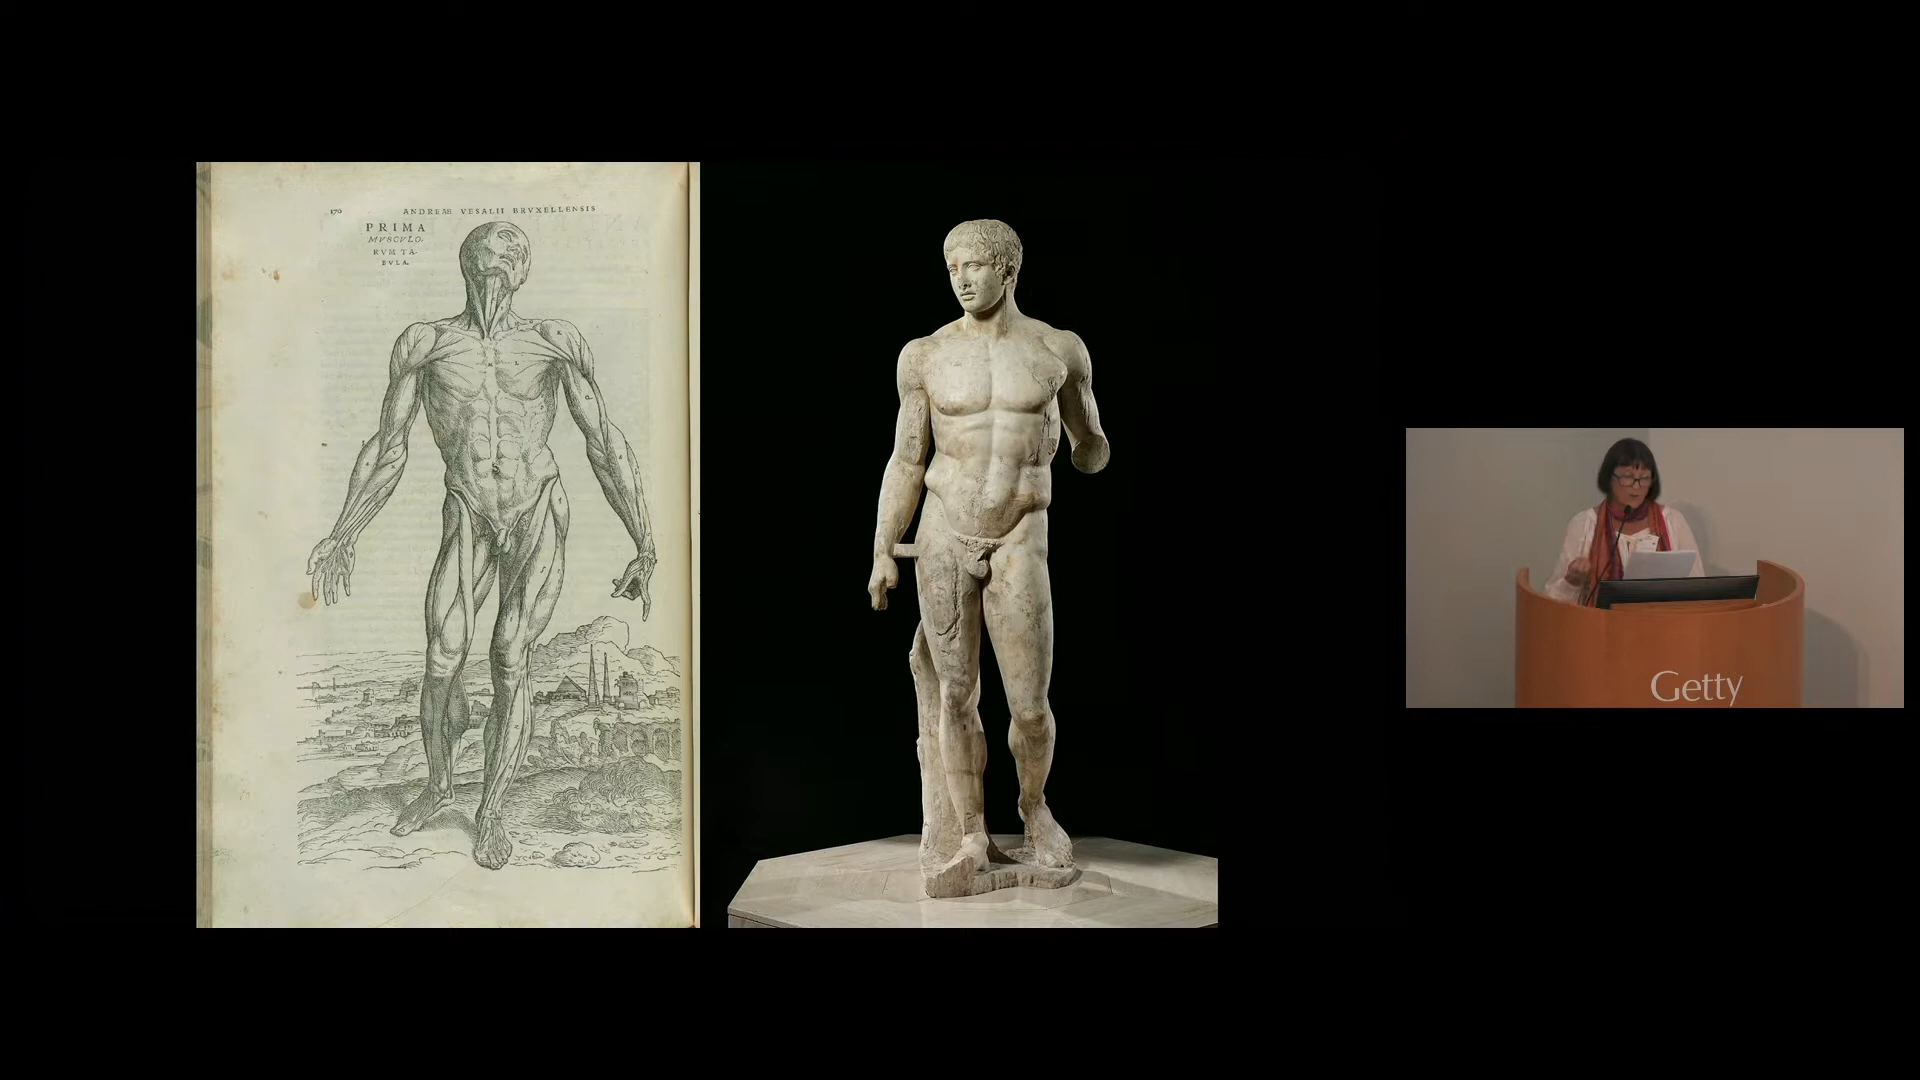 170
ANDREAE VESALII BRVXELLENSIS
PRIMA
MVSCVLO-
RVM TA-
BVLA.
Getty